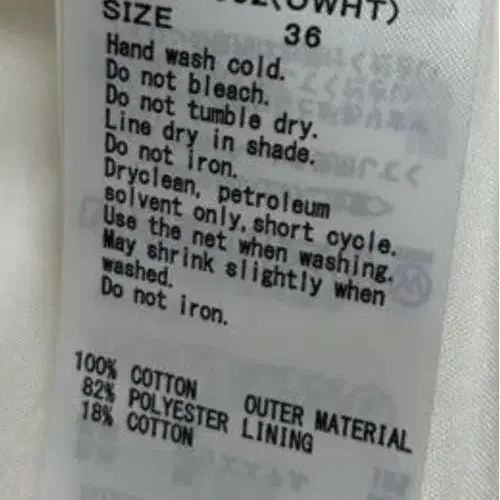 (OWHT)
SIZE 36
Hand wash cold.
Do not bleach.
Do not tumble dry.
Line dry in shade.
Do not iron.
Dryclean, petroleum
solvent only,short cycle.
Use the net when washing.
May shrink slightly when
washed.
Do not iron.
100% COTTON OUTER MATERIAL
82% POLYESTER LINING
18% COTTON